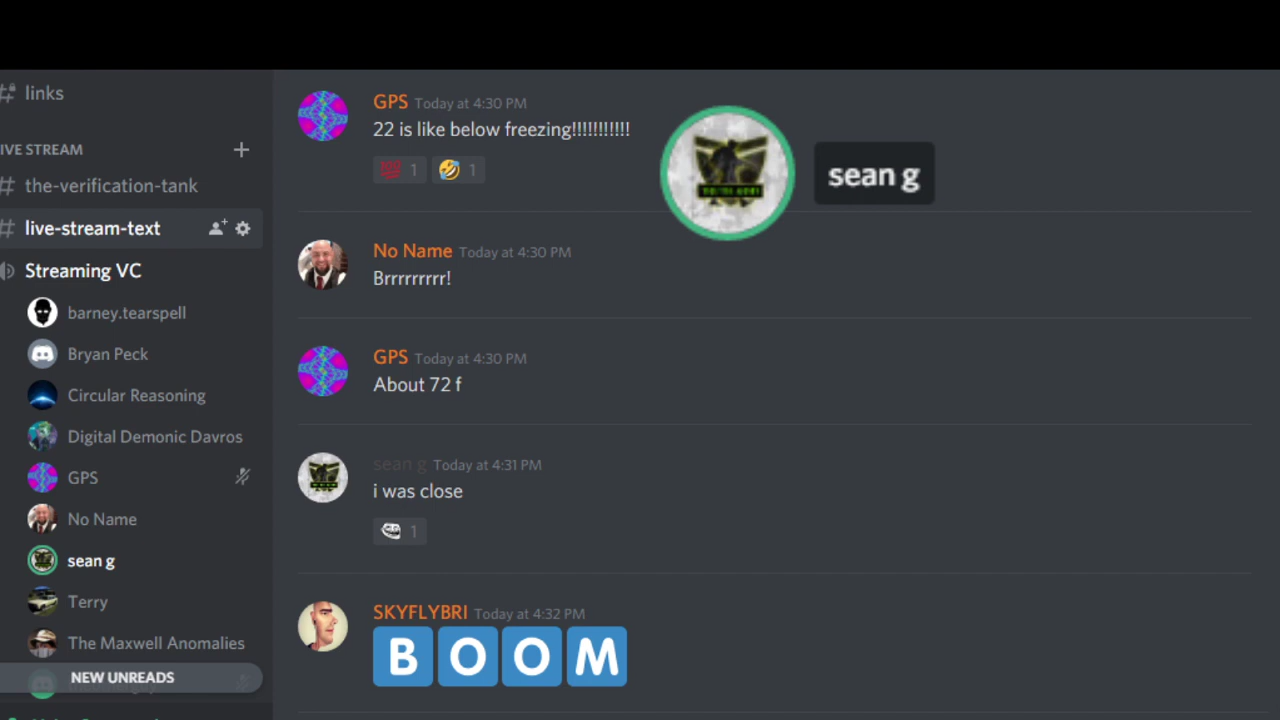 links
IVE STREAM
the-verification-tank
live-stream-text
Streaming VC
barney.tearspell
Bryan Peck
Circular Reasoning
Digital Demonic Davros
GPS
No Name
sean g
Terry
The Maxwell Anomalies
NEW UNREADS
GPS Today at 4:30 PM
22 is like below freezing!!!!!!!!!!!
💯 1 🤣 1
sean g
No Name Today at 4:30 PM
Brrrrrrrrr!
GPS Today at 4:30 PM
About 72 f
sean g Today at 4:31 PM
i was close
1
SKYFLYBRI Today at 4:32 PM
BOOM